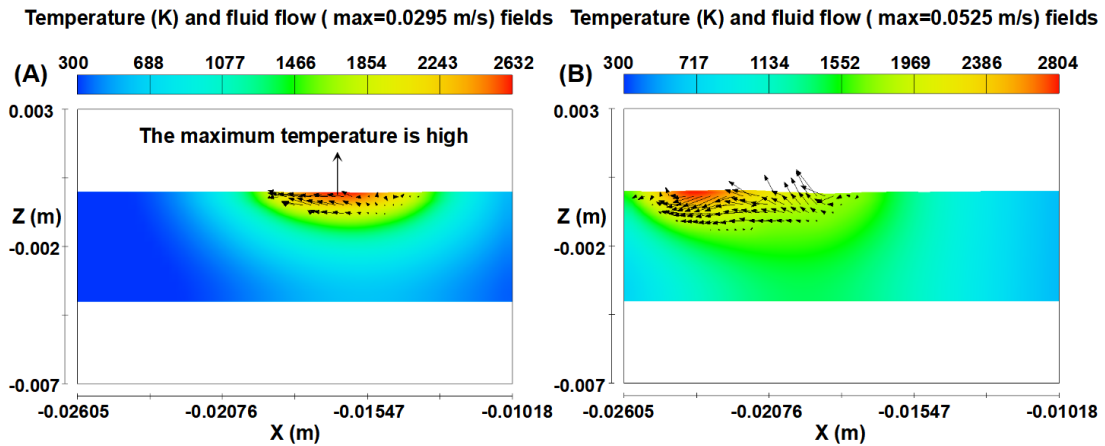 Temperature (K) and fluid flow ( max=0.0295 m/s) fields
(A)
300 688 1077 1466 1854 2243 2632
0.003
The maximum temperature is high
Z (m)
-0.002
-0.007
-0.02605 -0.02076 -0.01547 -0.01018
X (m)
Temperature (K) and fluid flow ( max=0.0525 m/s) fields
(B)
300 717 1134 1552 1969 2386 2804
0.003
Z (m)
-0.002
-0.007
-0.02605 -0.02076 -0.01547 -0.01018
X (m)